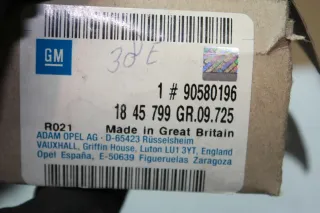 GM
30 €
1 # 90580196
18 45 799 GR.09.725
R021 Made in Great Britain
ADAM OPEL AG · D-65423 Rüsselsheim
VAUXHALL, Griffin House, Luton LU1 3YT, England
Opel España, E-50639 Figueruelas Zaragoza